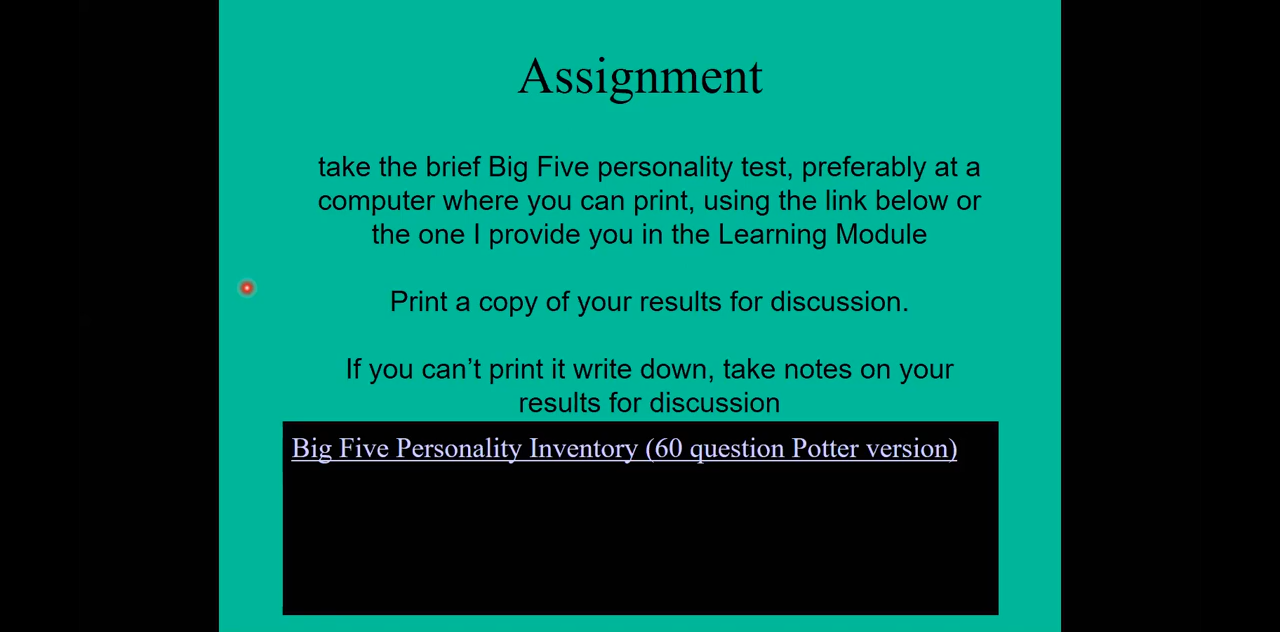 Assignment
take the brief Big Five personality test, preferably at a
computer where you can print, using the link below or
the one I provide you in the Learning Module
Print a copy of your results for discussion.
If you can’t print it write down, take notes on your
results for discussion
Big Five Personality Inventory (60 question Potter version)